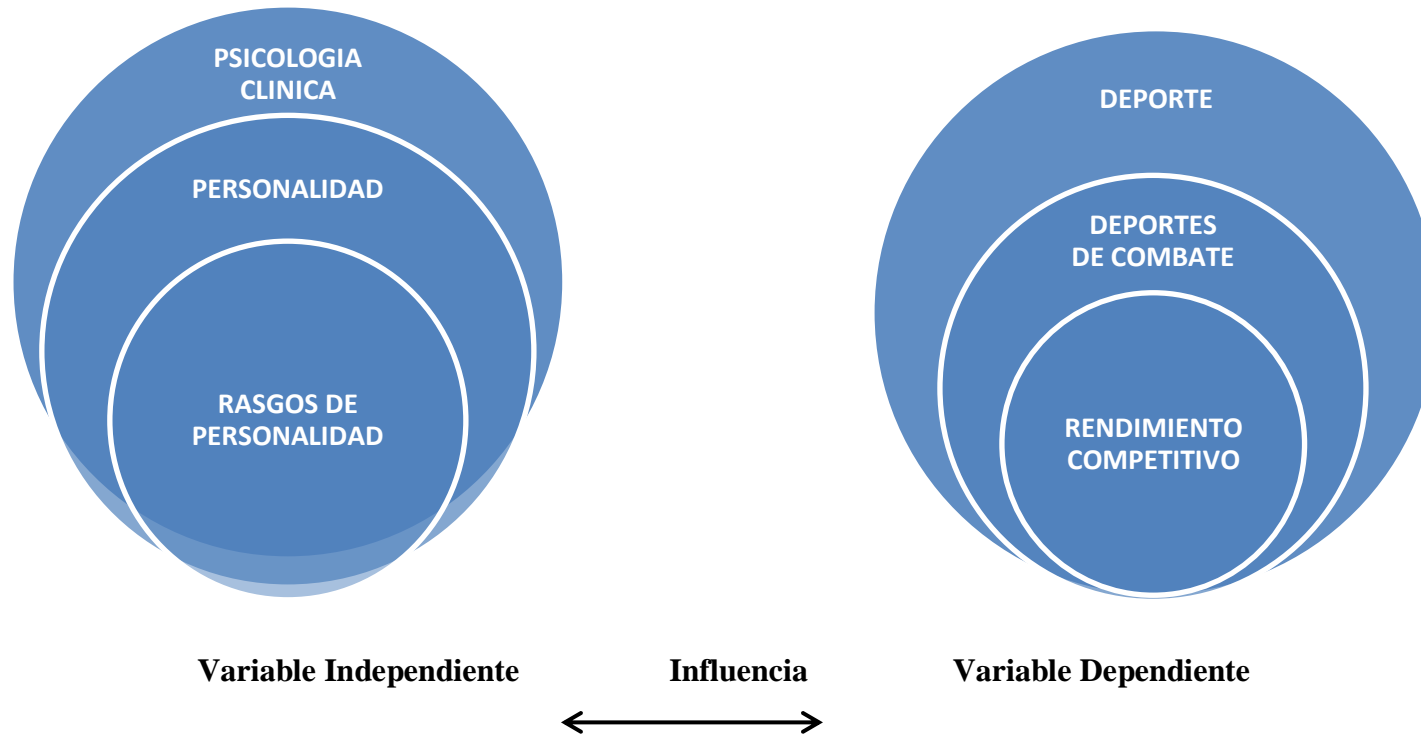 PSICOLOGIA
CLINICA
PERSONALIDAD
RASGOS DE
PERSONALIDAD
DEPORTE
DEPORTES
DE COMBATE
RENDIMIENTO
COMPETITIVO
Variable Independiente
Influencia
Variable Dependiente